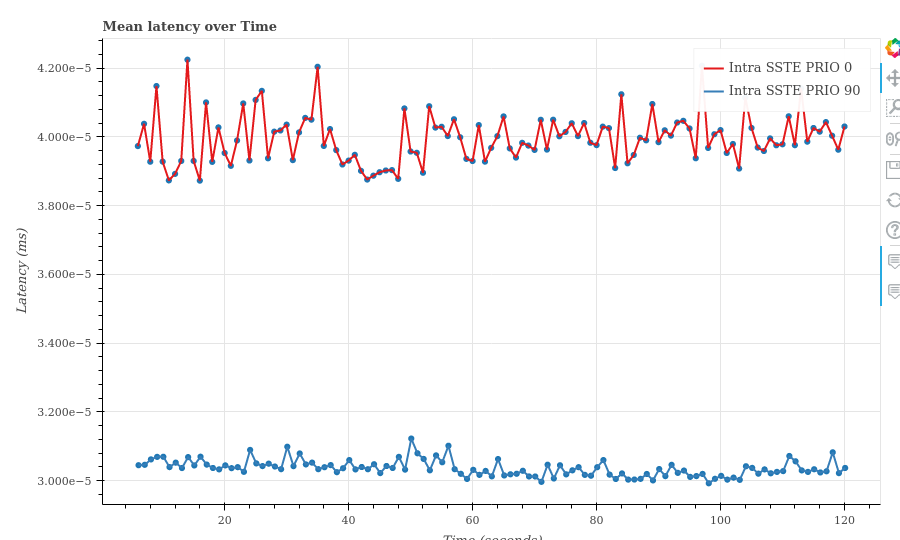 Mean latency over Time
Intra SSTE PRIO 0
Intra SSTE PRIO 90
4.200e−5
4.000e−5
3.800e−5
3.600e−5
3.400e−5
3.200e−5
3.000e−5
Latency (ms)
20 40 60 80 100 120
Time (seconds)